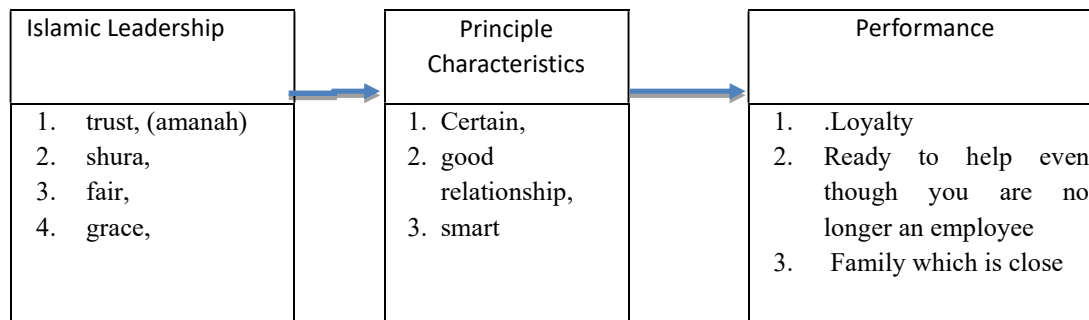 Islamic Leadership
1. trust, (amanah)
2. shura,
3. fair,
4. grace,
Principle
Characteristics
1. Certain,
2. good
relationship,
3. smart
Performance
1. .Loyalty
2. Ready to help even
though you are no
longer an employee
3. Family which is close